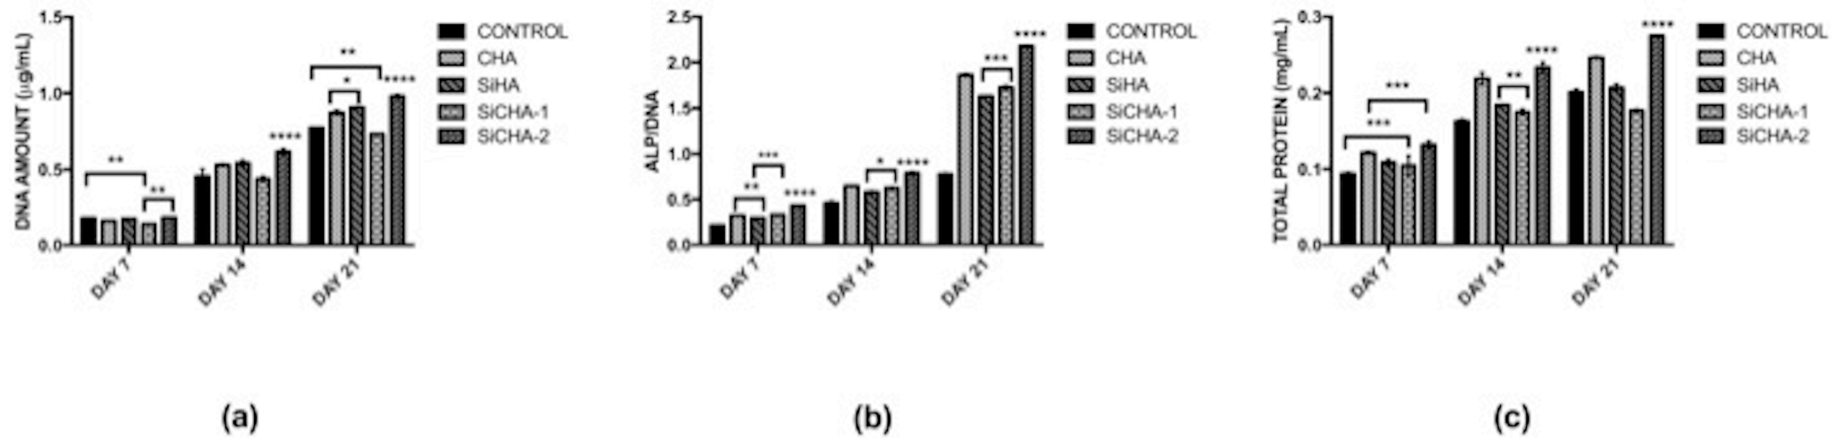 DNA AMOUNT (µg/mL)
1.5
1.0
0.5
0.0
**
**
****
**
*
****
DAY 7
DAY 14
DAY 21
CONTROL
CHA
SiHA
SiCHA-1
SiCHA-2
(a)
ALP/DNA
2.5
2.0
1.5
1.0
0.5
0.0
**
***
****
*
****
***
****
DAY 7
DAY 14
DAY 21
CONTROL
CHA
SiHA
SiCHA-1
SiCHA-2
(b)
TOTAL PROTEIN (mg/mL)
0.3
0.2
0.1
0.0
***
***
**
****
****
DAY 7
DAY 14
DAY 21
CONTROL
CHA
SiHA
SiCHA-1
SiCHA-2
(c)